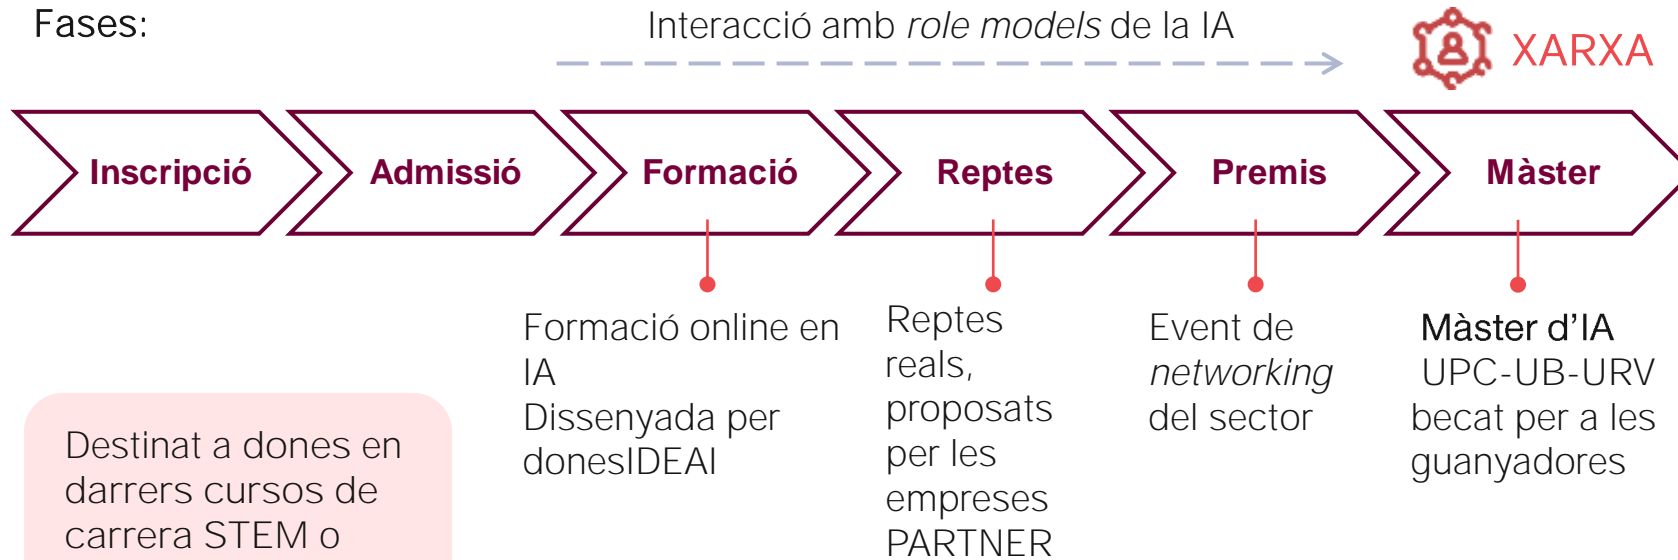 Fases:
Interacció amb role models de la IA
XARXA
Inscripció
Admissió
Formació
Reptes
Premis
Màster
Formació online en
IA
Dissenyada per
donesIDEAI
Reptes
reals,
proposats
per les
empreses
PARTNER
Event de
networking
del sector
Màster d’IA
UPC-UB-URV
becat per a les
guanyadores
Destinat a dones en
darrers cursos de
carrera STEM o